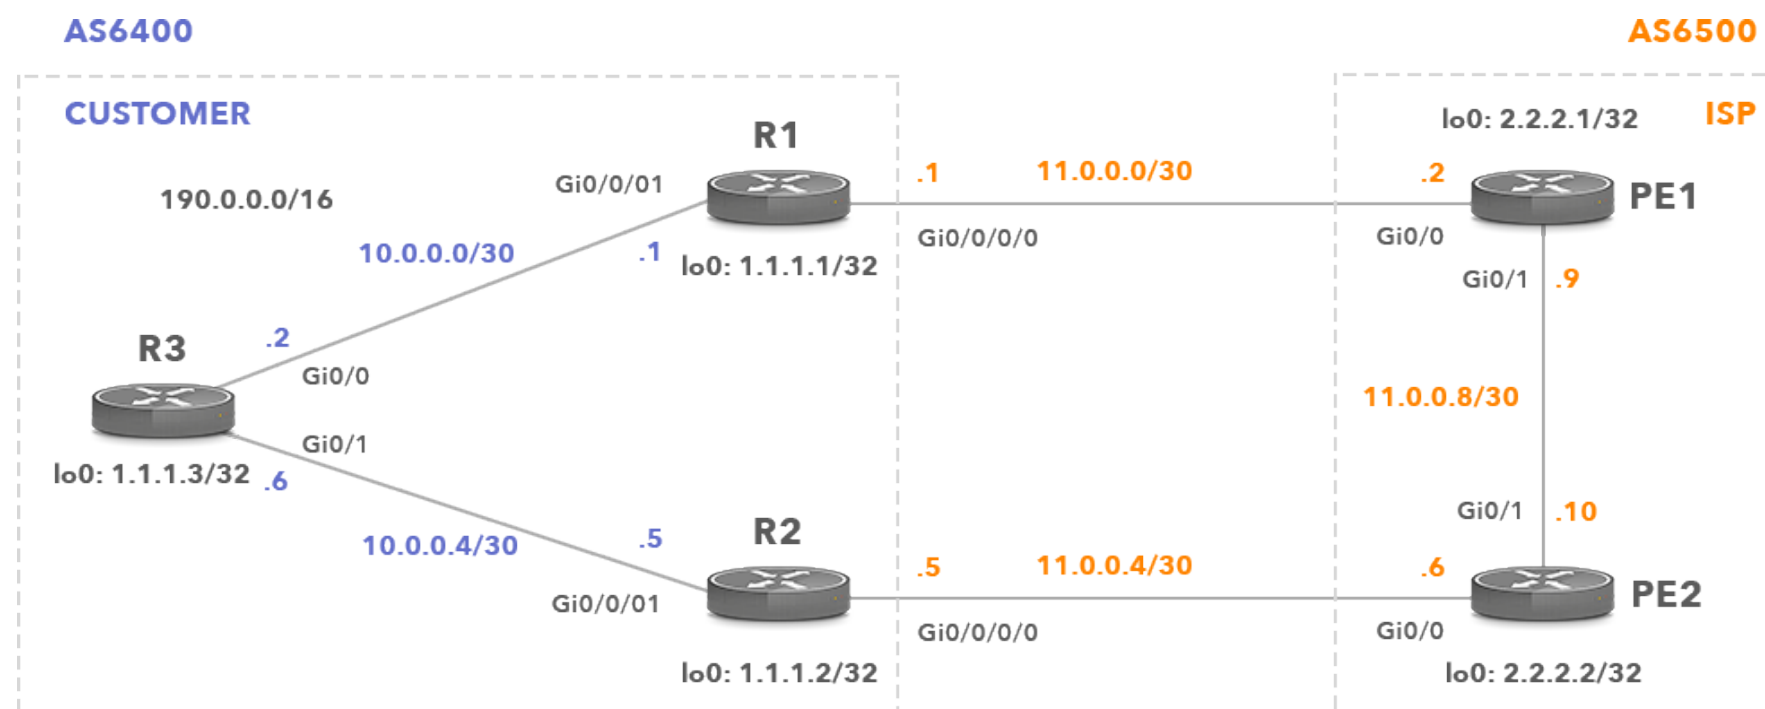 AS6400
AS6500
CUSTOMER
lo0: 2.2.2.1/32
ISP
R1
190.0.0.0/16
Gi0/0/01
.1
11.0.0.0/30
.2
PE1
10.0.0.0/30
.1
lo0: 1.1.1.1/32
Gi0/0/0/0
Gi0/0
Gi0/1
.9
.2
R3
Gi0/0
11.0.0.8/30
Gi0/1
lo0: 1.1.1.3/32
.6
10.0.0.4/30
.5
R2
Gi0/1
.10
.5
11.0.0.4/30
.6
PE2
Gi0/0/01
Gi0/0/0/0
Gi0/0
lo0: 1.1.1.2/32
lo0: 2.2.2.2/32